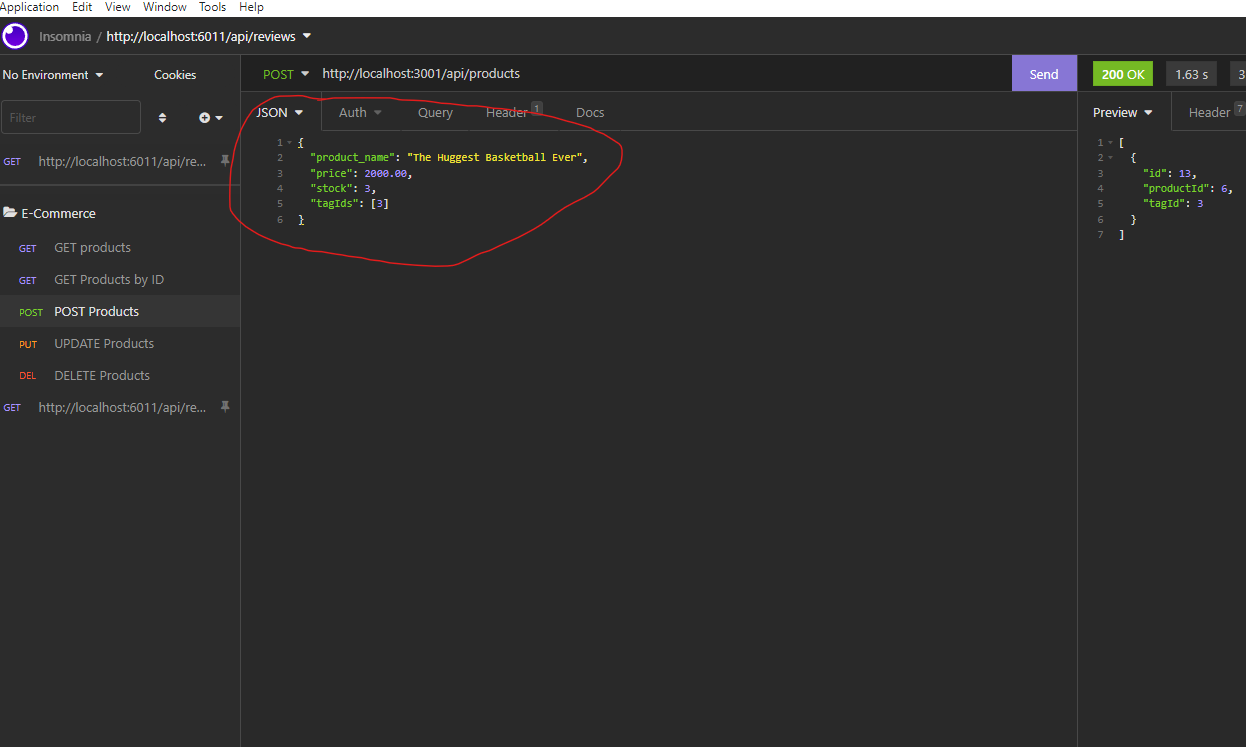 Application Edit View Window Tools Help
Insomnia / http://localhost:6011/api/reviews
No Environment Cookies
POST http://localhost:3001/api/products Send 200 OK 1.63 s 3
Filter
JSON Auth Query Header 1 Docs
Preview Header 7
GET http://localhost:6011/api/re...
E-Commerce
GET GET products
GET GET Products by ID
POST POST Products
PUT UPDATE Products
DEL DELETE Products
GET http://localhost:6011/api/re...
1 {
2 "product_name": "The Huggest Basketball Ever",
3 "price": 2000.00,
4 "stock": 3,
5 "tagIds": [3]
6 }
1 [
2 {
3 "id": 13,
4 "productId": 6,
5 "tagId": 3
6 }
7 ]